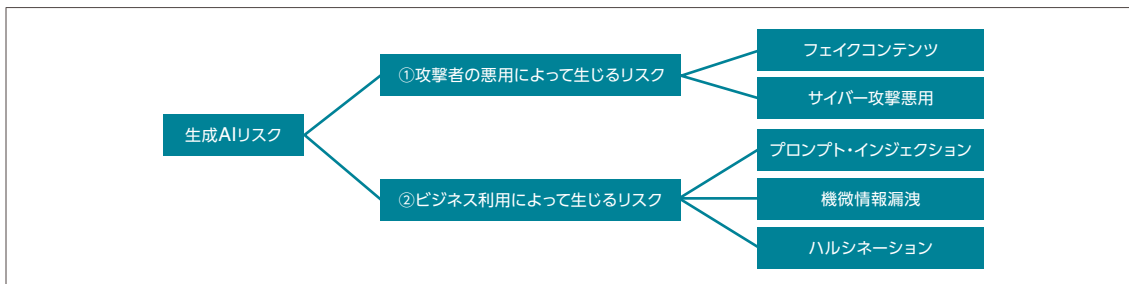 生成AIリスク
①攻撃者の悪用によって生じるリスク
フェイクコンテンツ
サイバー攻撃悪用
②ビジネス利用によって生じるリスク
プロンプト・インジェクション
機微情報漏洩
ハルシネーション